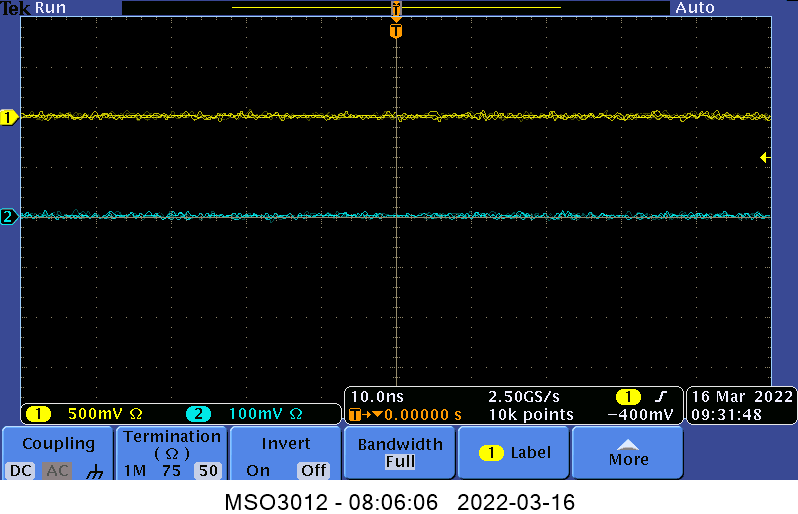 Tek Run Auto
T
T
1
2
1 500mV Ω 2 100mV Ω
10.0ns 2.50GS/s 1
T→▼0.00000 s 10k points −400mV
16 Mar 2022
09:31:48
Coupling
DC AC
Termination
(Ω)
1M 75 50
Invert
On Off
Bandwidth
Full
1 Label
More
MSO3012 - 08:06:06 2022-03-16